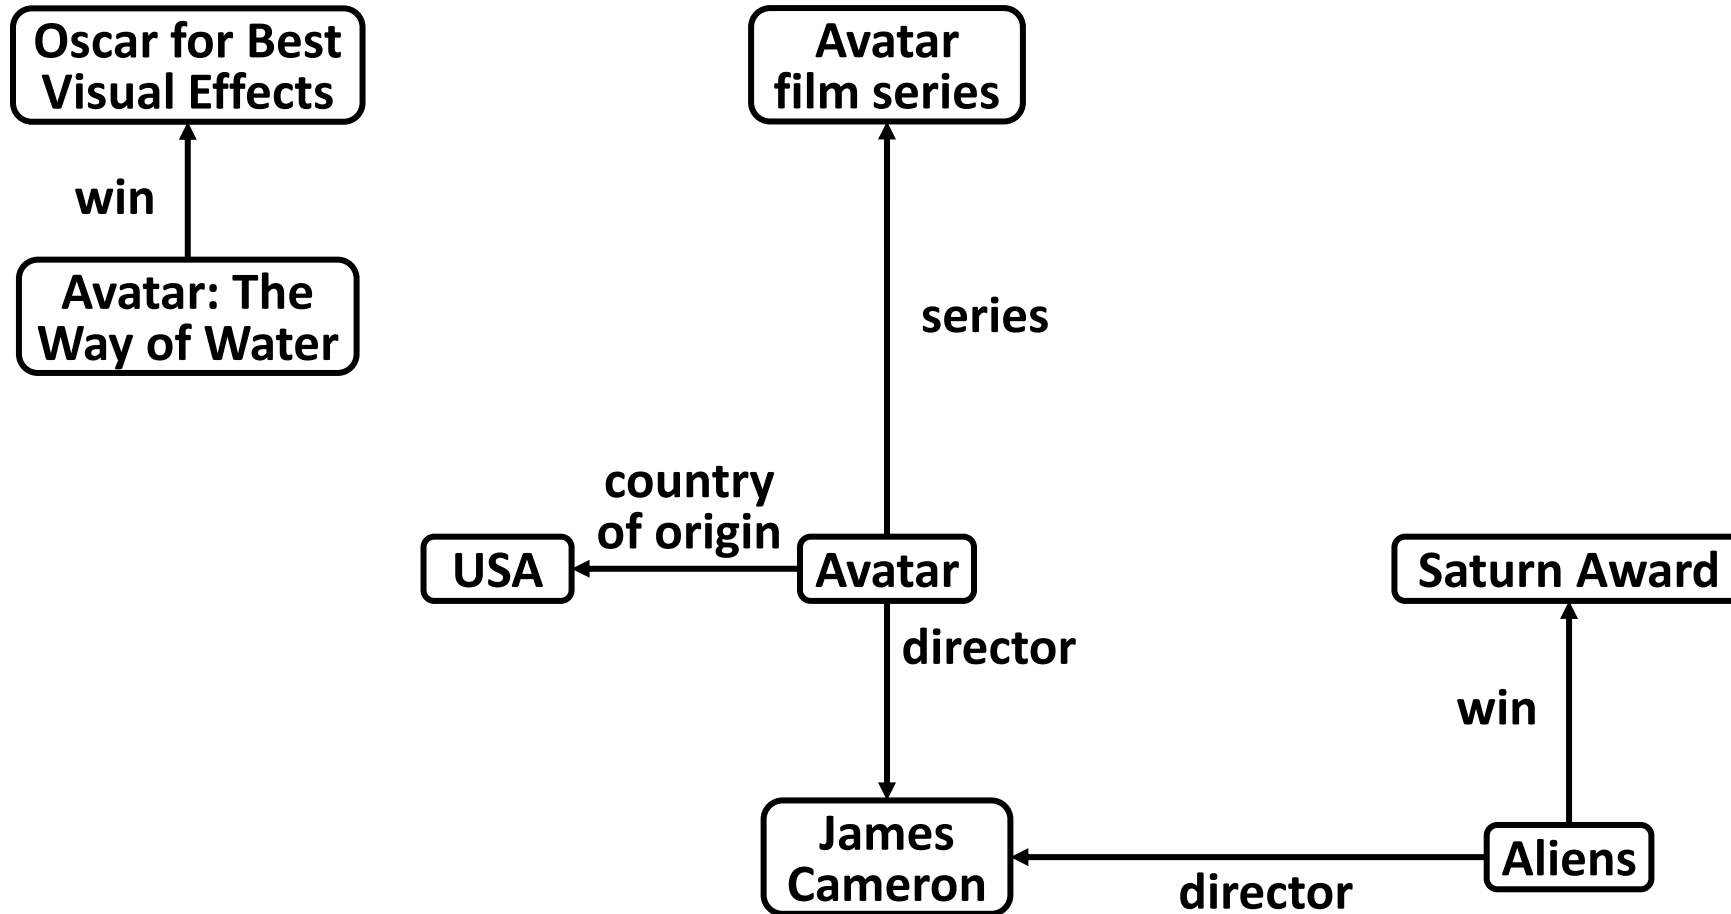 Oscar for Best
Visual Effects
Avatar
film series
win
Avatar: The
Way of Water
series
country
of origin
USA
Avatar
Saturn Award
director
win
James
Cameron
Aliens
director